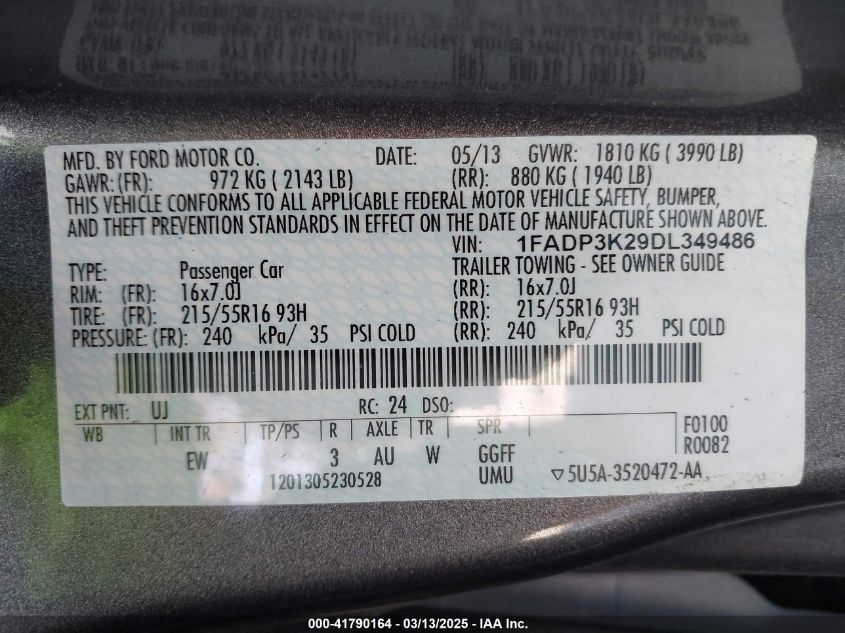 MFD. BY FORD MOTOR CO. DATE: 05/13 GVWR: 1810 KG ( 3990 LB)
GAWR: (FR): 972 KG ( 2143 LB) (RR): 880 KG ( 1940 LB)
THIS VEHICLE CONFORMS TO ALL APPLICABLE FEDERAL MOTOR VEHICLE SAFETY, BUMPER,
AND THEFT PREVENTION STANDARDS IN EFFECT ON THE DATE OF MANUFACTURE SHOWN ABOVE.
VIN: 1FADP3K29DL349486
TYPE: Passenger Car TRAILER TOWING - SEE OWNER GUIDE
RIM: (FR): 16x7.0J (RR): 16x7.0J
TIRE: (FR): 215/55R16 93H (RR): 215/55R16 93H
PRESSURE: (FR): 240 kPa/ 35 PSI COLD (RR): 240 kPa/ 35 PSI COLD
EXT PNT: UJ RC: 24 DSO:
WB INT TR TP/PS R AXLE TR SPR F0100
R0082
EW 3 AU W GGFF
1201305230528 UMU ▽5U5A-3520472-AA
000-41790164 - 03/13/2025 - IAA Inc.